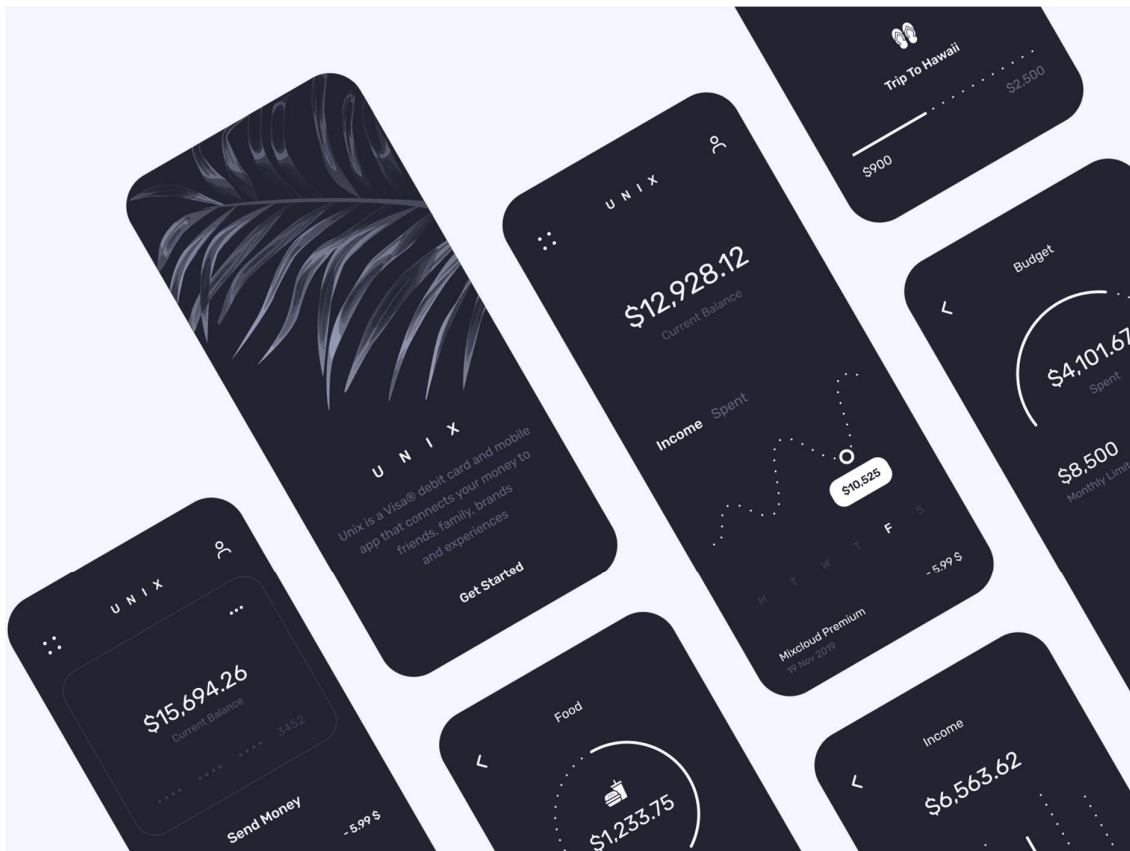 Trip To Hawaii
$2,500
$900
UNIX
$12,928.12
Current Balance
Income Spent
$10,525
M T W T F S
- 5.99 $
Mixcloud Premium
19 Nov 2019
Budget
$4,101.67
Spent
$8,500
Monthly Limit
UNIX
Unix is a Visa® debit card and mobile
app that connects your money to
friends, family, brands
and experiences
Get Started
UNIX
$15,694.26
Current Balance
•••• •••• •••• 3462
Send Money
- 5.99 $
Food
$1,233.75
Income
$6,563.62